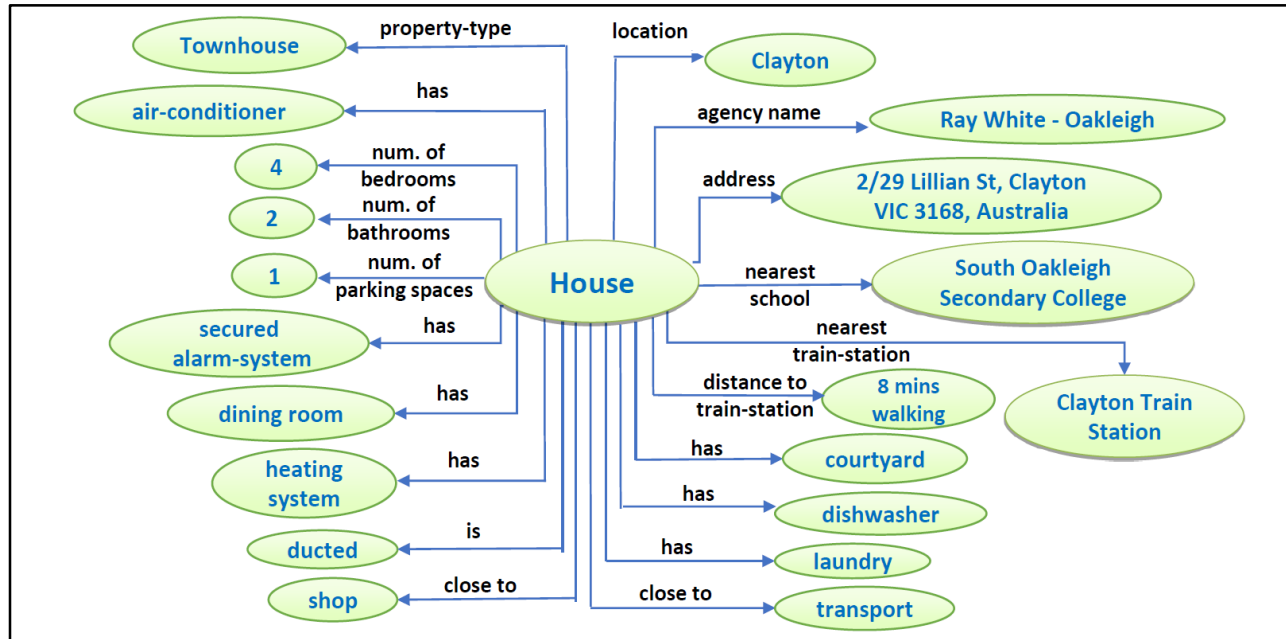 property-type
Townhouse
has
air-conditioner
num. of
bedrooms
4
num. of
bathrooms
2
num. of
parking spaces
1
has
secured
alarm-system
has
dining room
has
heating
system
is
ducted
close to
shop
House
location
Clayton
agency name
Ray White - Oakleigh
address
2/29 Lillian St, Clayton
VIC 3168, Australia
nearest
school
South Oakleigh
Secondary College
nearest
train-station
Clayton Train
Station
distance to
train-station
8 mins
walking
has
courtyard
has
dishwasher
has
laundry
close to
transport